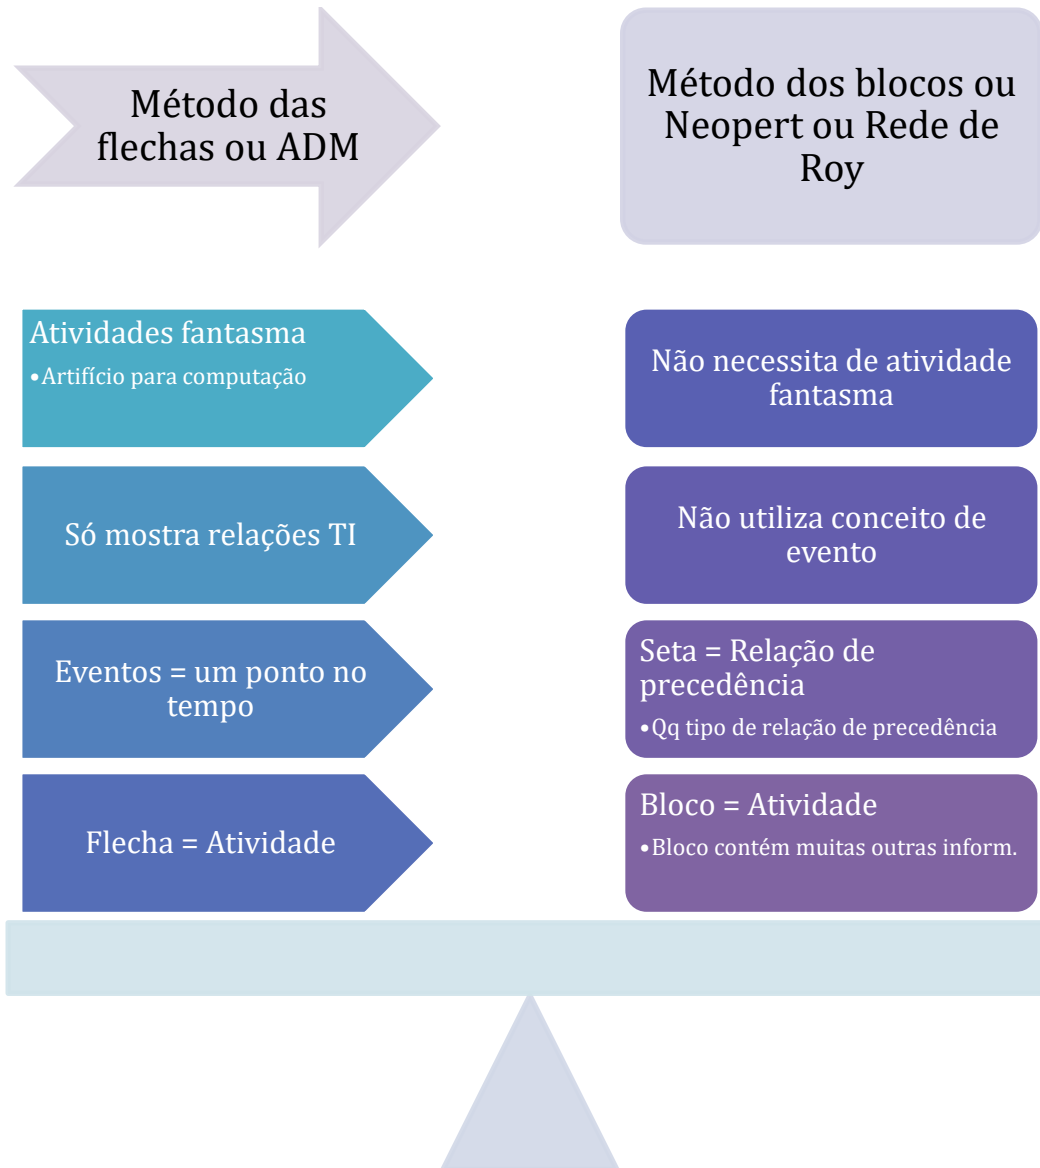 Método das
flechas ou ADM
Método dos blocos ou
Neopert ou Rede de
Roy
Atividades fantasma
•Artifício para computação
Só mostra relações TI
Eventos = um ponto no
tempo
Flecha = Atividade
Não necessita de atividade
fantasma
Não utiliza conceito de
evento
Seta = Relação de
precedência
•Qq tipo de relação de precedência
Bloco = Atividade
•Bloco contém muitas outras inform.